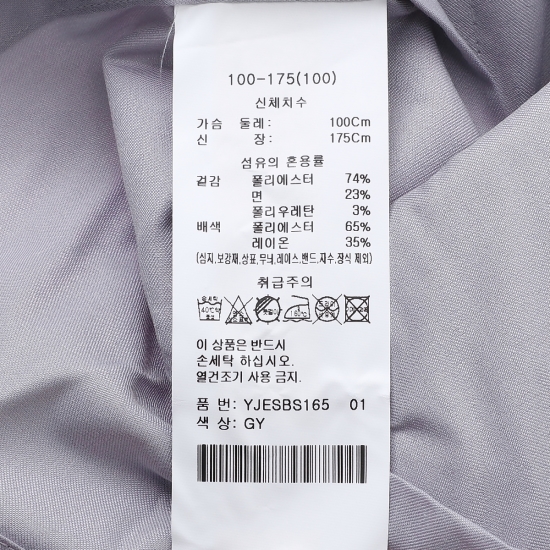 100-175(100)
신체치수
가슴 둘레: 100Cm
신 장: 175Cm
섬유의 혼용률
겉감 폴리에스터 74%
면 23%
폴리우레탄 3%
배색 폴리에스터 65%
레이온 35%
(심지,보강재,상표,무늬,레이스,밴드,자수,장식 제외)
취급주의
40℃
이 상품은 반드시
손세탁 하십시오.
열건조기 사용 금지.
품 번: YJESBS165 01
색 상: GY